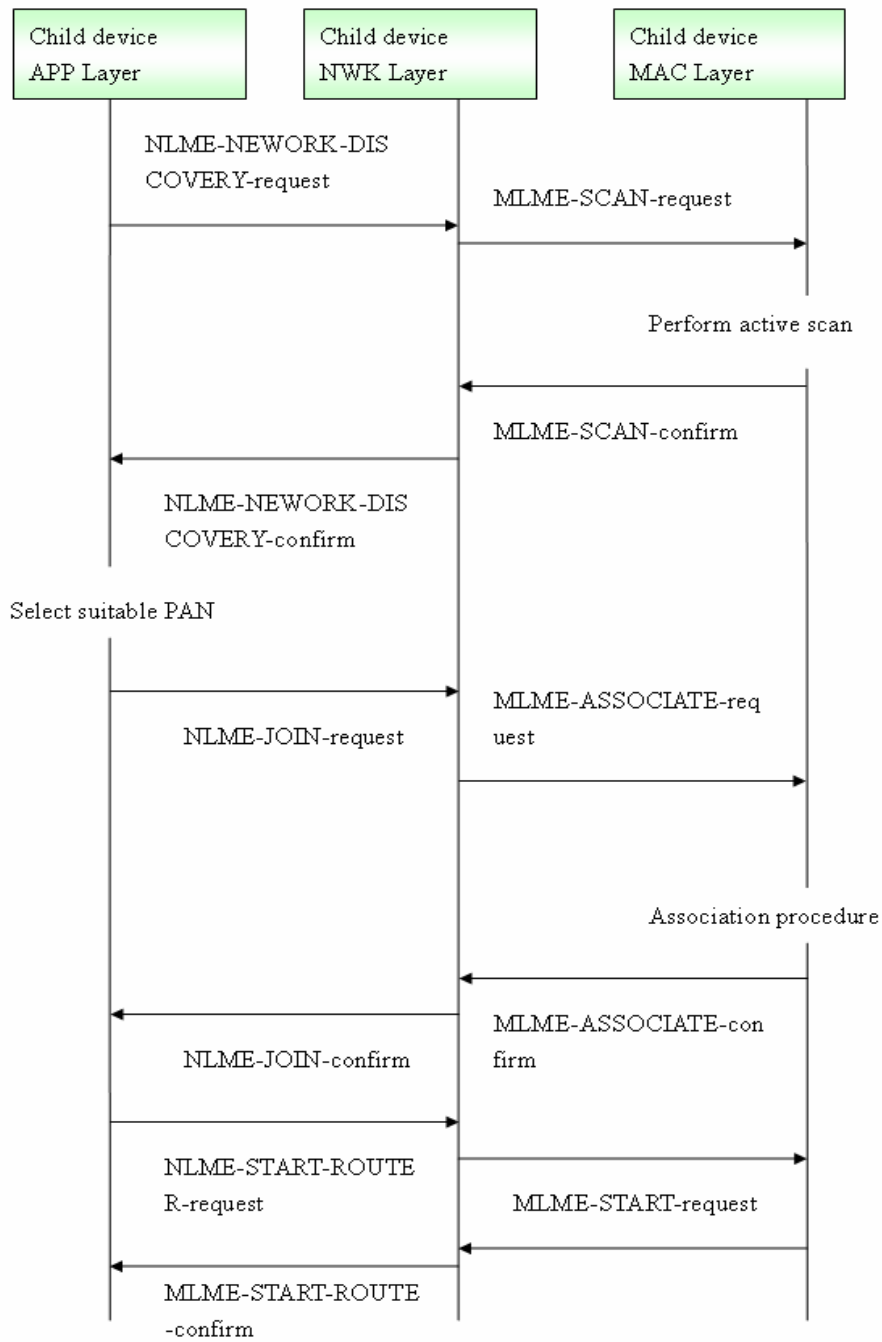 Child device
APP Layer
Child device
NWK Layer
Child device
MAC Layer
NLME-NEWORK-DIS
COVERY-request
MLME-SCAN-request
Perform active scan
MLME-SCAN-confirm
NLME-NEWORK-DIS
COVERY-confirm
Select suitable PAN
MLME-ASSOCIATE-req
uest
NLME-JOIN-request
Association procedure
MLME-ASSOCIATE-con
firm
NLME-JOIN-confirm
NLME-START-ROUTE
R-request
MLME-START-request
MLME-START-ROUTE
-confirm